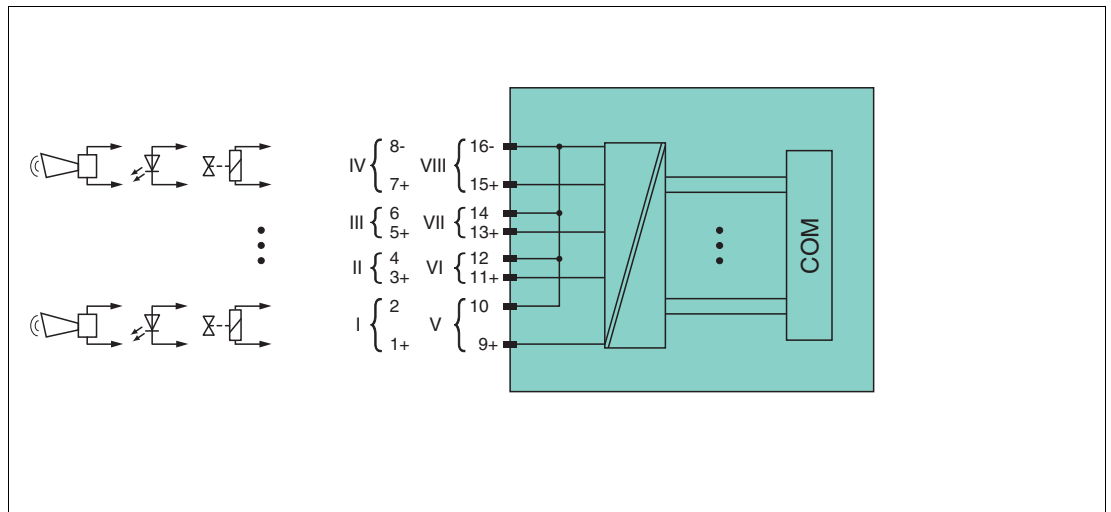 IV 8- VIII 16-
7+ 15+
III 6 VII 14
5+ 13+
II 4 VI 12
3+ 11+
I 2 V 10
1+ 9+
COM